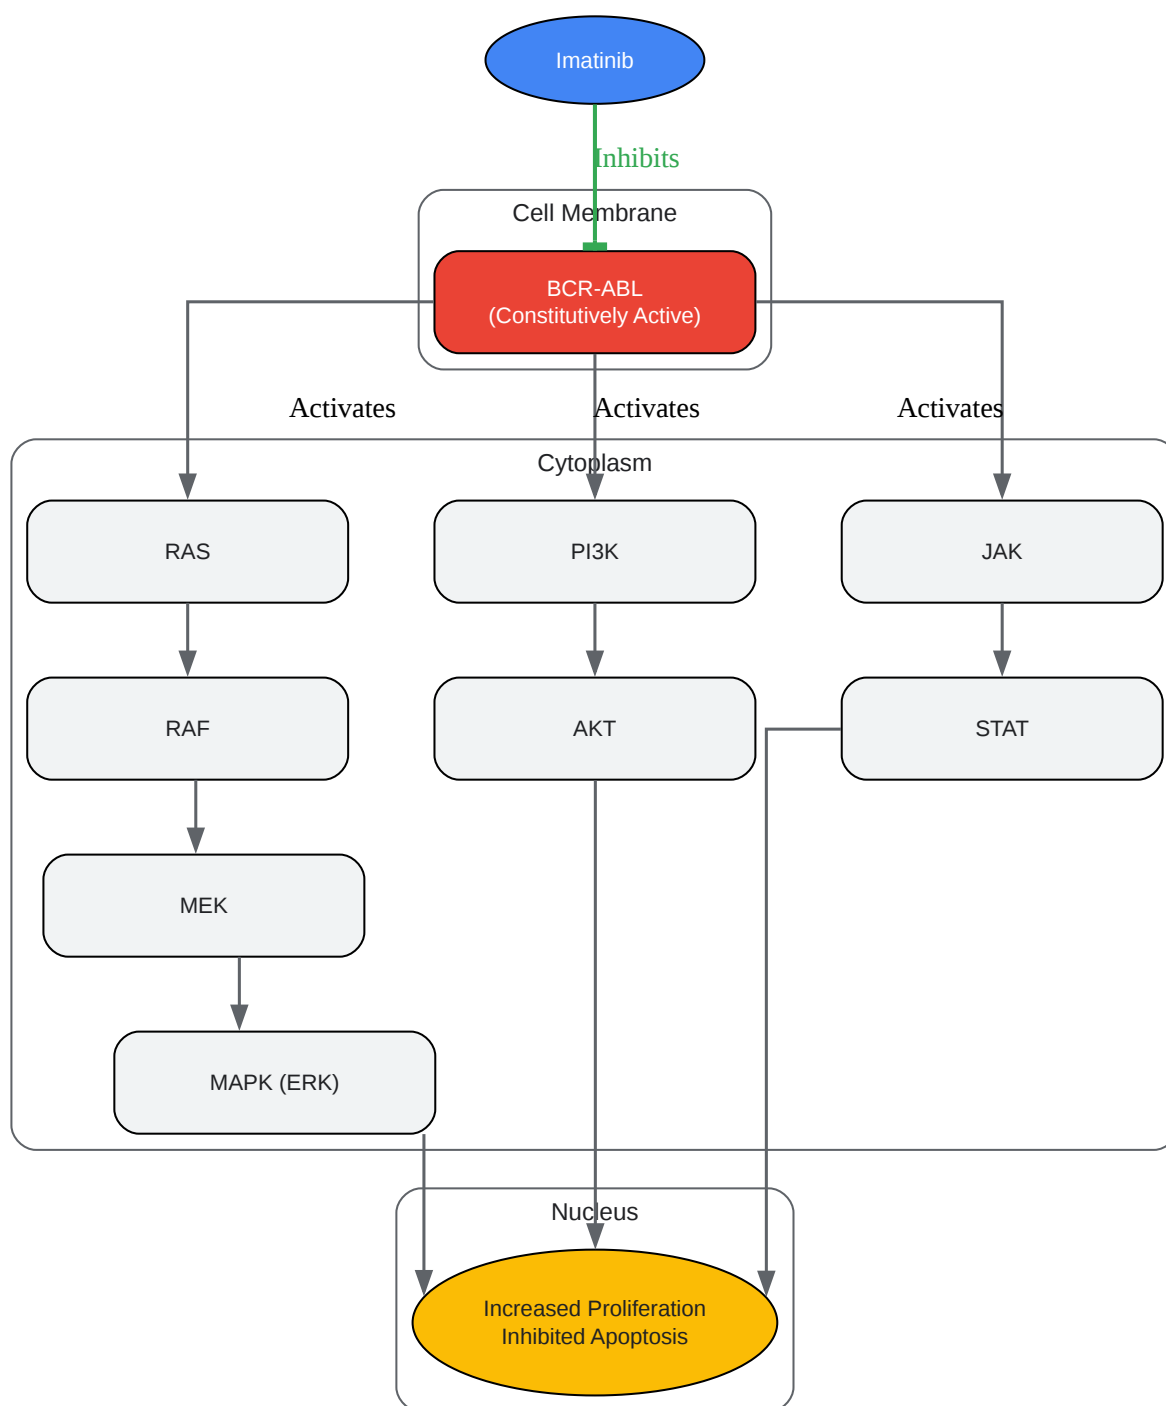 Imatinib
Inhibits
Cell Membrane
BCR-ABL
(Constitutively Active)
Activates
Activates
Activates
Cytoplasm
RAS
PI3K
JAK
RAF
AKT
STAT
MEK
MAPK (ERK)
Nucleus
Increased Proliferation
Inhibited Apoptosis